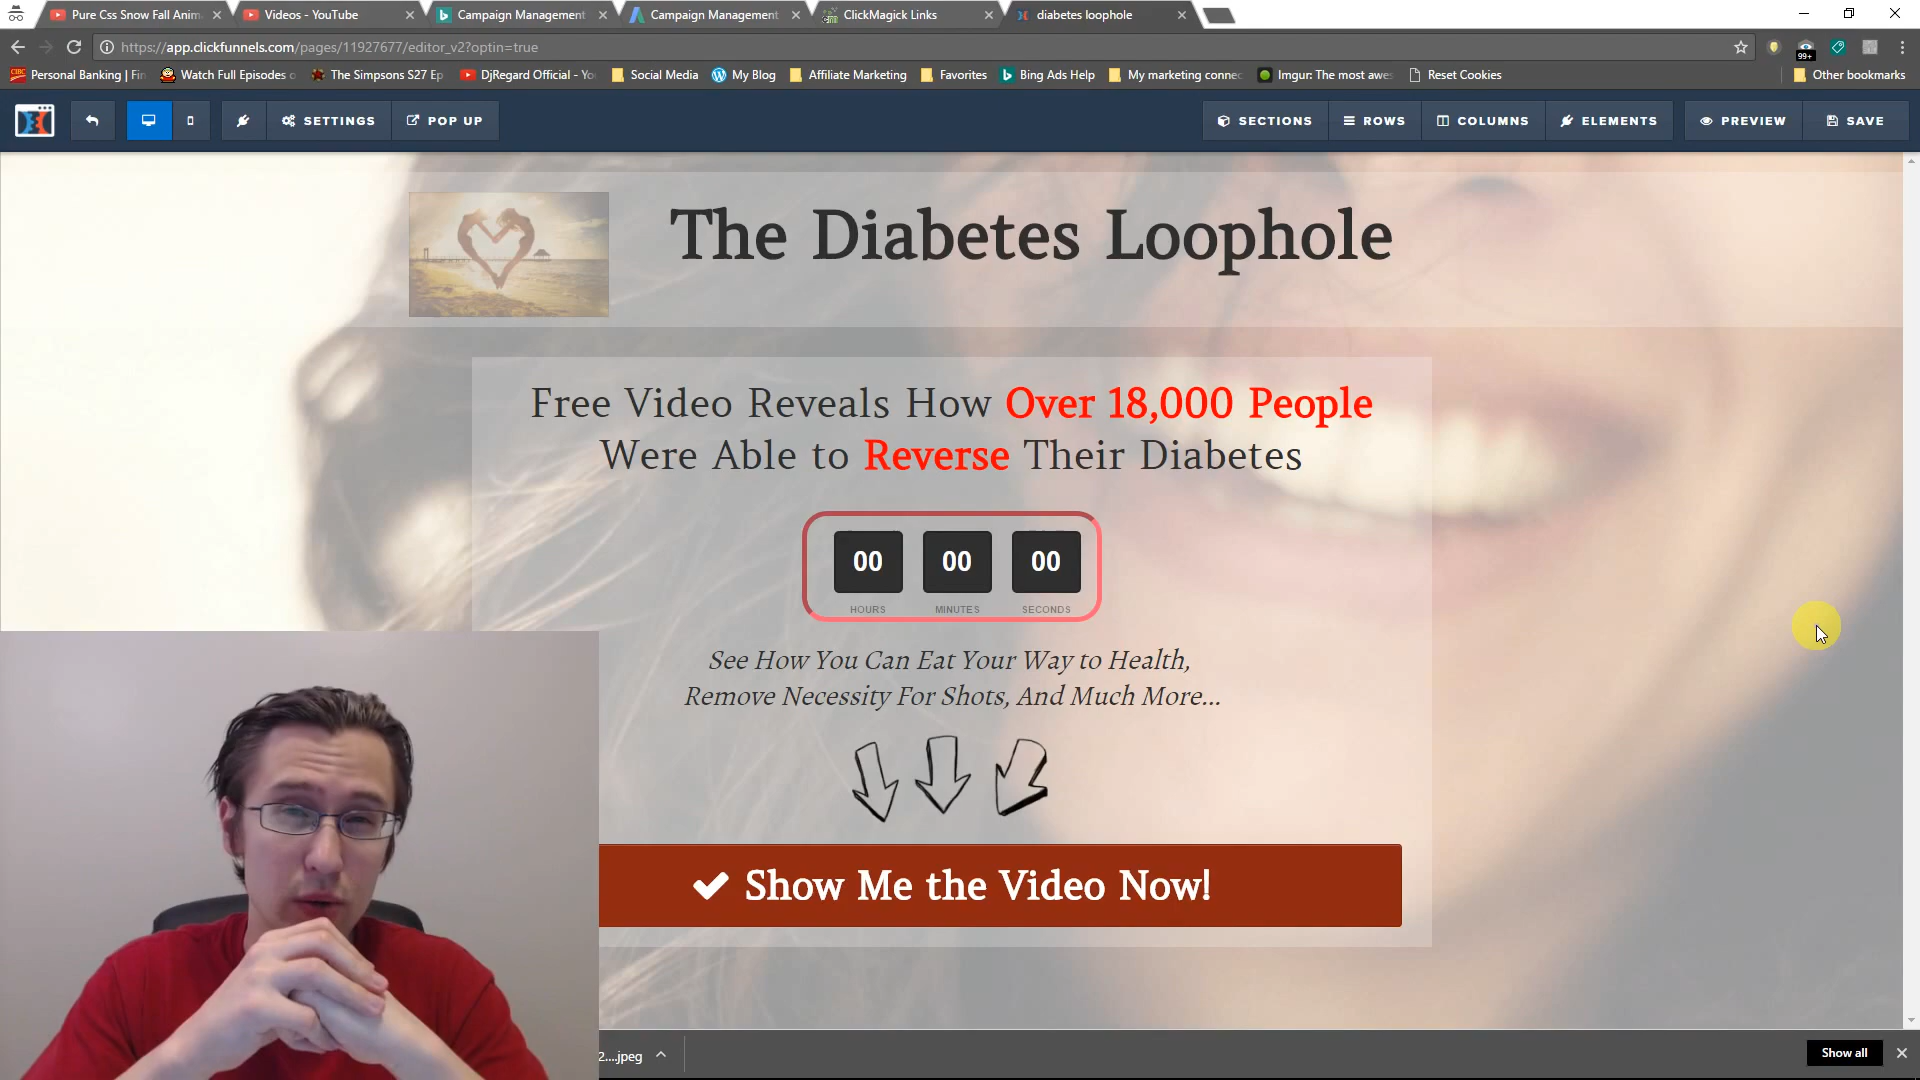 Pure Css Snow Fall Anim
Videos - YouTube
Campaign Management
Campaign Management
ClickMagick Links
diabetes loophole
https://app.clickfunnels.com/pages/11927677/editor_v2?optin=true
99+
CIBC
Personal Banking | Fin
Watch Full Episodes o
The Simpsons S27 Ep
DjRegard Official - Yo
Social Media
My Blog
Affiliate Marketing
Favorites
Bing Ads Help
My marketing connec
Imgur: The most awes
Reset Cookies
Other bookmarks
SETTINGS
POP UP
SECTIONS
ROWS
COLUMNS
ELEMENTS
PREVIEW
SAVE
The Diabetes Loophole
Free Video Reveals How Over 18,000 People
Were Able to Reverse Their Diabetes
00 00 00
HOURS MINUTES SECONDS
See How You Can Eat Your Way to Health,
Remove Necessity For Shots, And Much More...
Show Me the Video Now!
2....jpeg
Show all